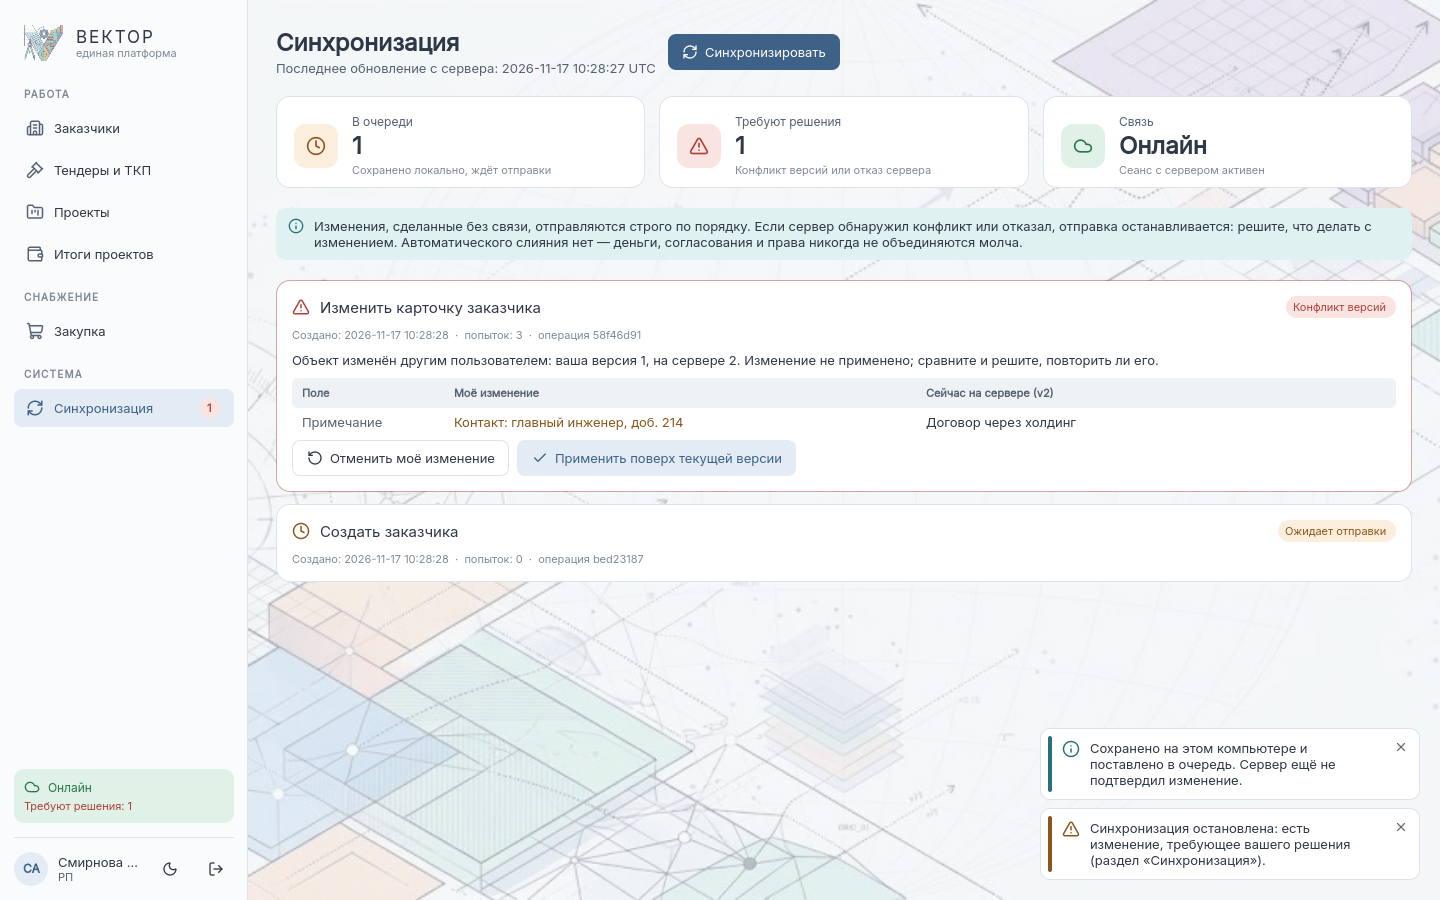 ВЕКТОР
единая платформа
РАБОТА
Заказчики
Тендеры и ТКП
Проекты
Итоги проектов
СНАБЖЕНИЕ
Закупка
СИСТЕМА
Синхронизация 1
Онлайн
Требуют решения: 1
СА
Смирнова ...
РП
Синхронизация
Последнее обновление с сервера: 2026-11-17 10:28:27 UTC
Синхронизировать
В очереди
1
Сохранено локально, ждёт отправки
Требуют решения
1
Конфликт версий или отказ сервера
Связь
Онлайн
Сеанс с сервером активен
Изменения, сделанные без связи, отправляются строго по порядку. Если сервер обнаружил конфликт или отказал, отправка останавливается: решите, что делать с
изменением. Автоматического слияния нет — деньги, согласования и права никогда не объединяются молча.
Изменить карточку заказчика
Конфликт версий
Создано: 2026-11-17 10:28:28 · попыток: 3 · операция 58f46d91
Объект изменён другим пользователем: ваша версия 1, на сервере 2. Изменение не применено; сравните и решите, повторить ли его.
Поле Моё изменение Сейчас на сервере (v2)
Примечание Контакт: главный инженер, доб. 214 Договор через холдинг
Отменить моё изменение
Применить поверх текущей версии
Создать заказчика
Ожидает отправки
Создано: 2026-11-17 10:28:28 · попыток: 0 · операция bed23187
Сохранено на этом компьютере и
поставлено в очередь. Сервер ещё не
подтвердил изменение.
Синхронизация остановлена: есть
изменение, требующее вашего решения
(раздел «Синхронизация»).